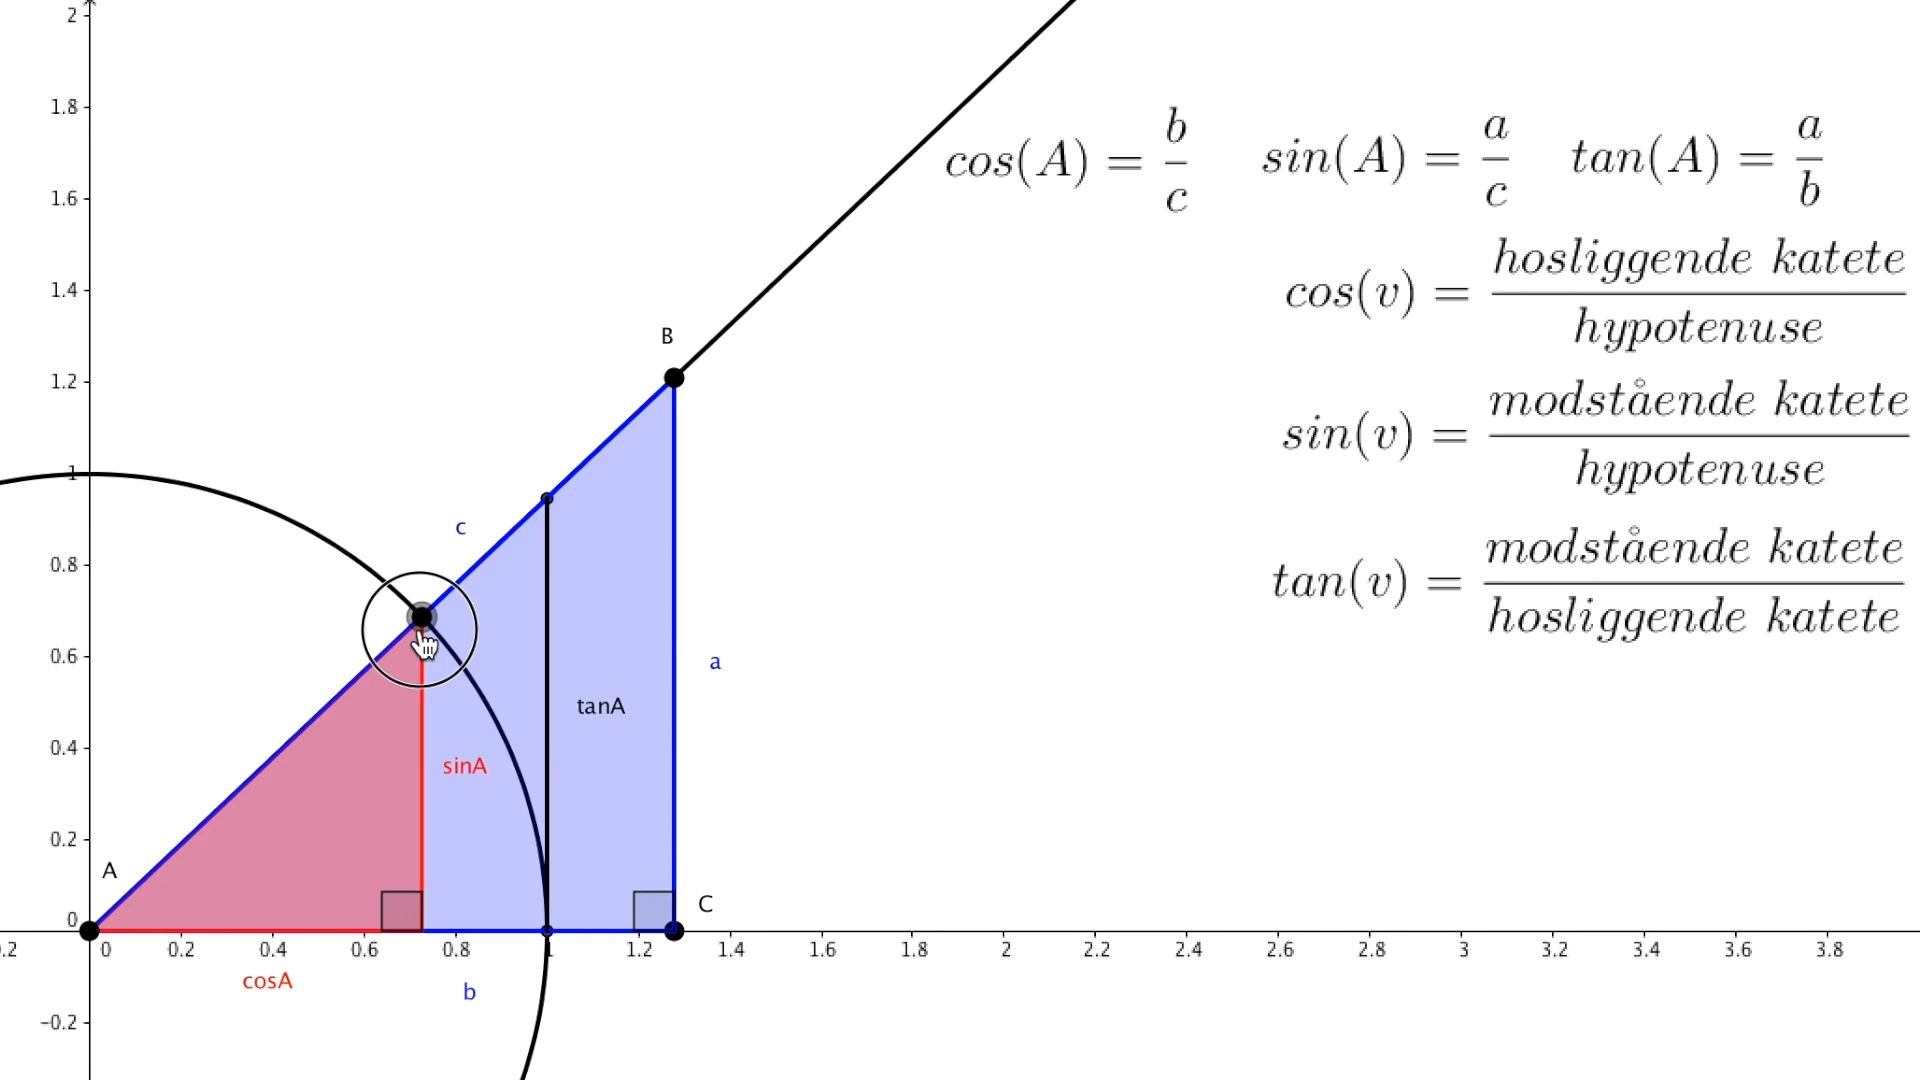 2
1.8
1.6
1.4
1.2
1
0.8
0.6
0.4
0.2
0
−0.2
0.2 0 0.2 0.4 0.6 0.8 1 1.2 1.4 1.6 1.8 2 2.2 2.4 2.6 2.8 3 3.2 3.4 3.6 3.8
B
c
a
tanA
sinA
A
C
cosA
b
cos(A) = b/c sin(A) = a/c tan(A) = a/b
cos(v) = hosliggende katete / hypotenuse
sin(v) = modstående katete / hypotenuse
tan(v) = modstående katete / hosliggende katete